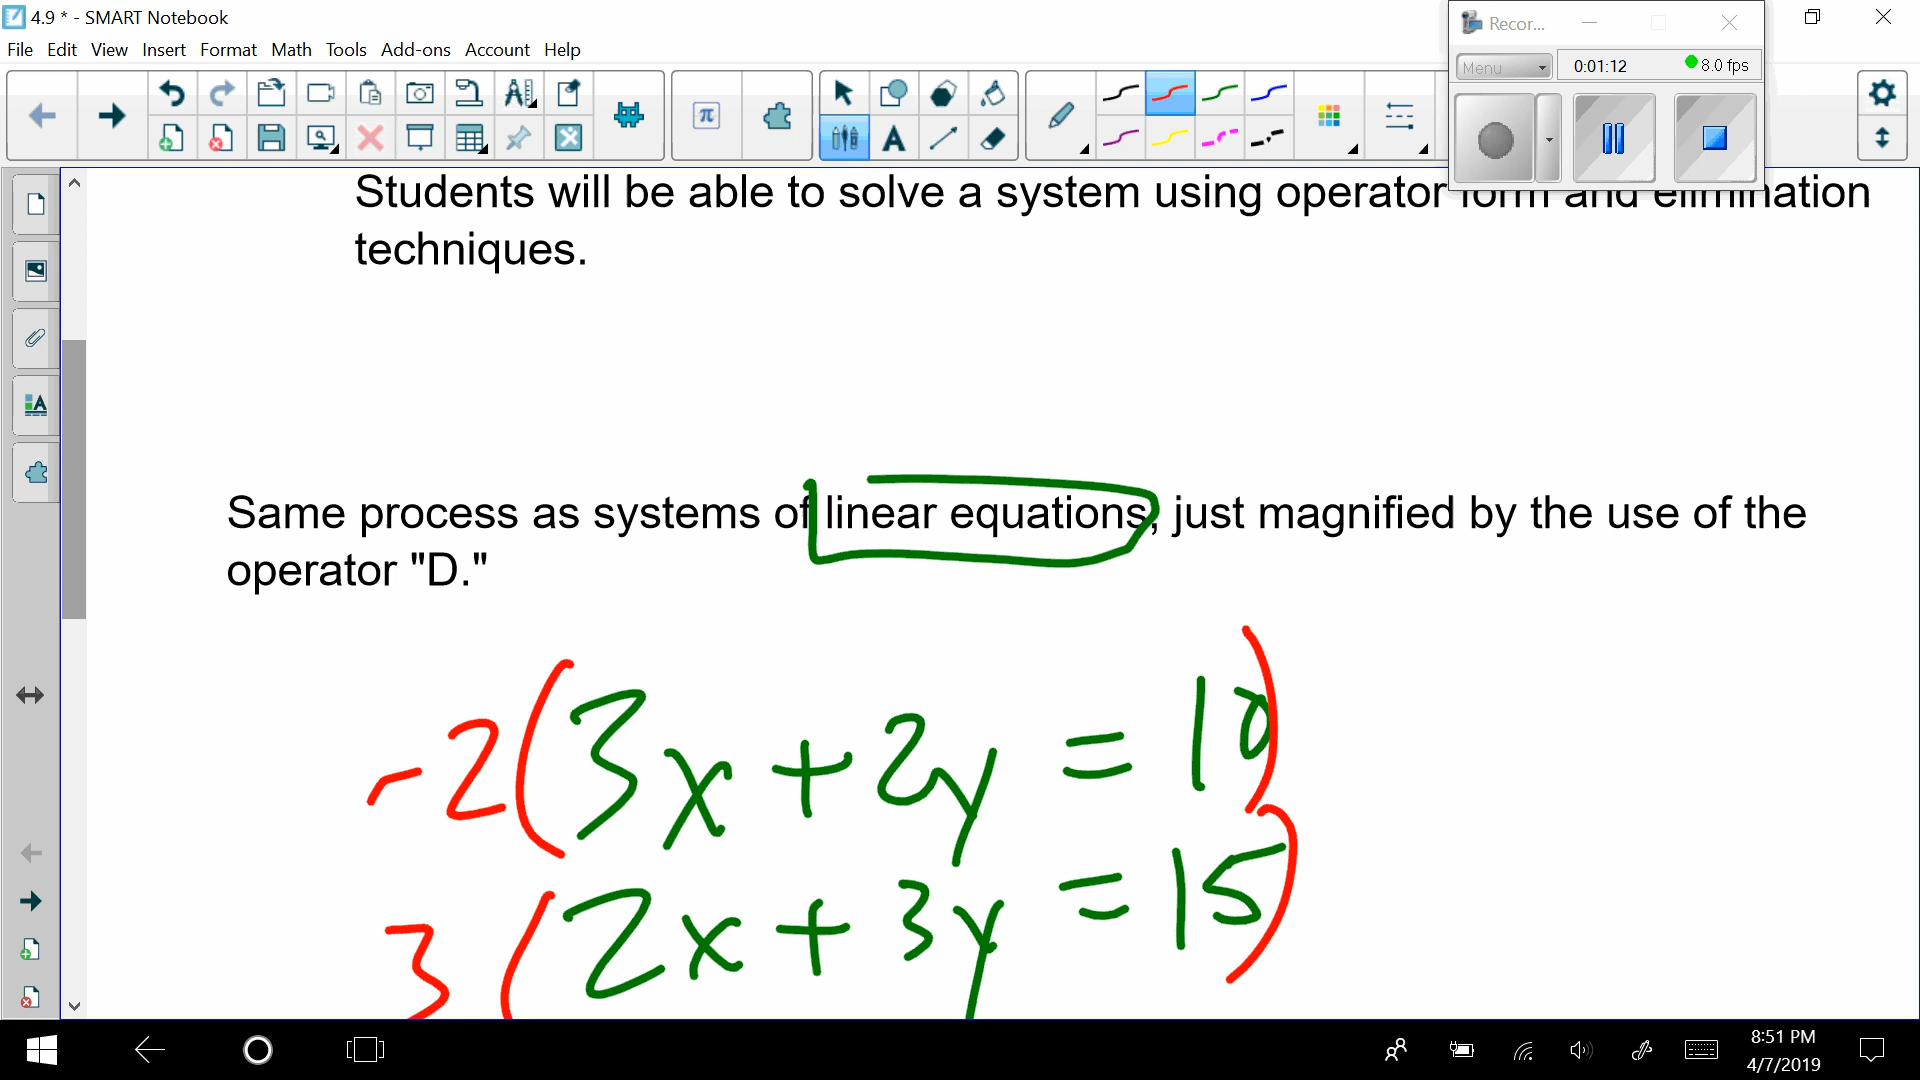 4.9 * - SMART Notebook
Recor...
File Edit View Insert Format Math Tools Add-ons Account Help
Menu 0:01:12 8.0 fps
Students will be able to solve a system using operator form and elimination
techniques.
Same process as systems of linear equations, just magnified by the use of the
operator "D."
-2(3x + 2y = 10)
3(2x + 3y = 15)
8:51 PM
4/7/2019